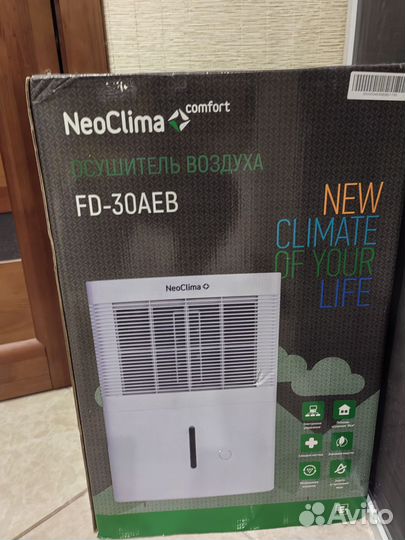 NeoClima comfort
ОСУШИТЕЛЬ ВОЗДУХА
FD-30AEB
NEW
CLIMATE
OF YOUR
LIFE
NeoClima
Avito